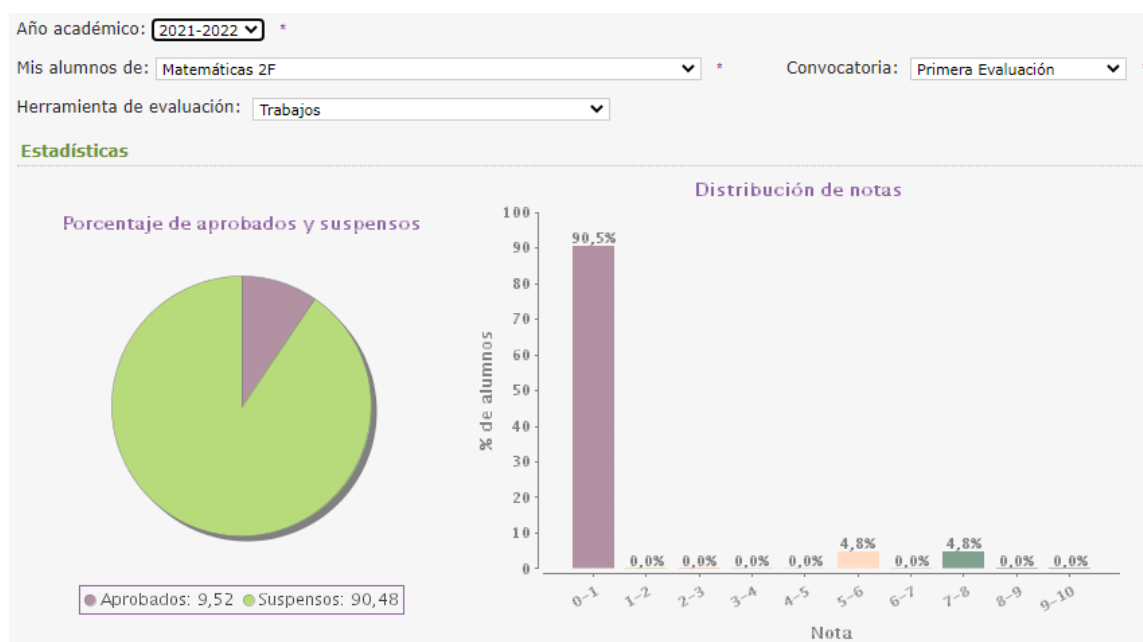 Año académico: 2021-2022 *
Mis alumnos de: Matemáticas 2F * Convocatoria: Primera Evaluación *
Herramienta de evaluación: Trabajos
Estadísticas
Porcentaje de aprobados y suspensos
Aprobados: 9,52 Suspensos: 90,48
Distribución de notas
% de alumnos
100
90
80
70
60
50
40
30
20
10
0
90,5% 0,0% 0,0% 0,0% 0,0% 4,8% 0,0% 4,8% 0,0% 0,0%
0-1 1-2 2-3 3-4 4-5 5-6 6-7 7-8 8-9 9-10
Nota